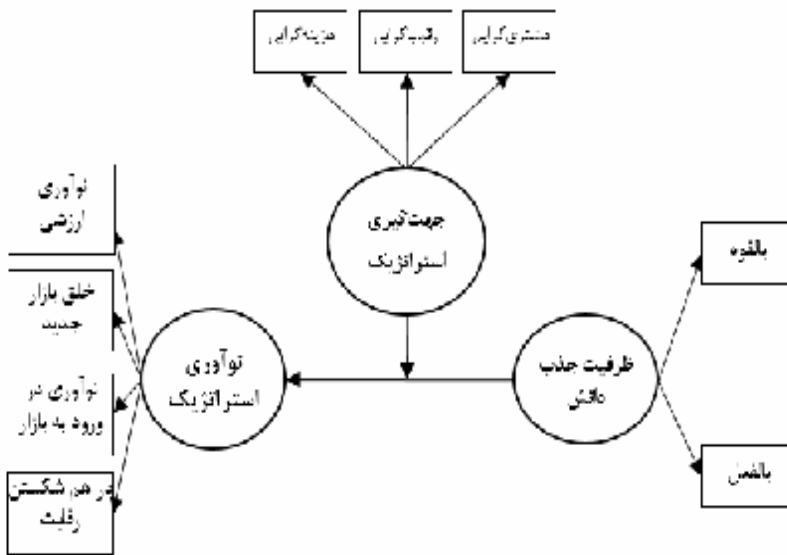 مشتری‌گرایی
رقیب‌گرایی
هزینه‌گرایی
جهت‌گیری
استراتژیک
بالقوه
ظرفیت جذب
دانش
بالفعل
نوآوری
استراتژیک
نوآوری
ارزشی
خلق بازار
جدید
نوآوری در
ورود به بازار
در هم شکستن
رقابت